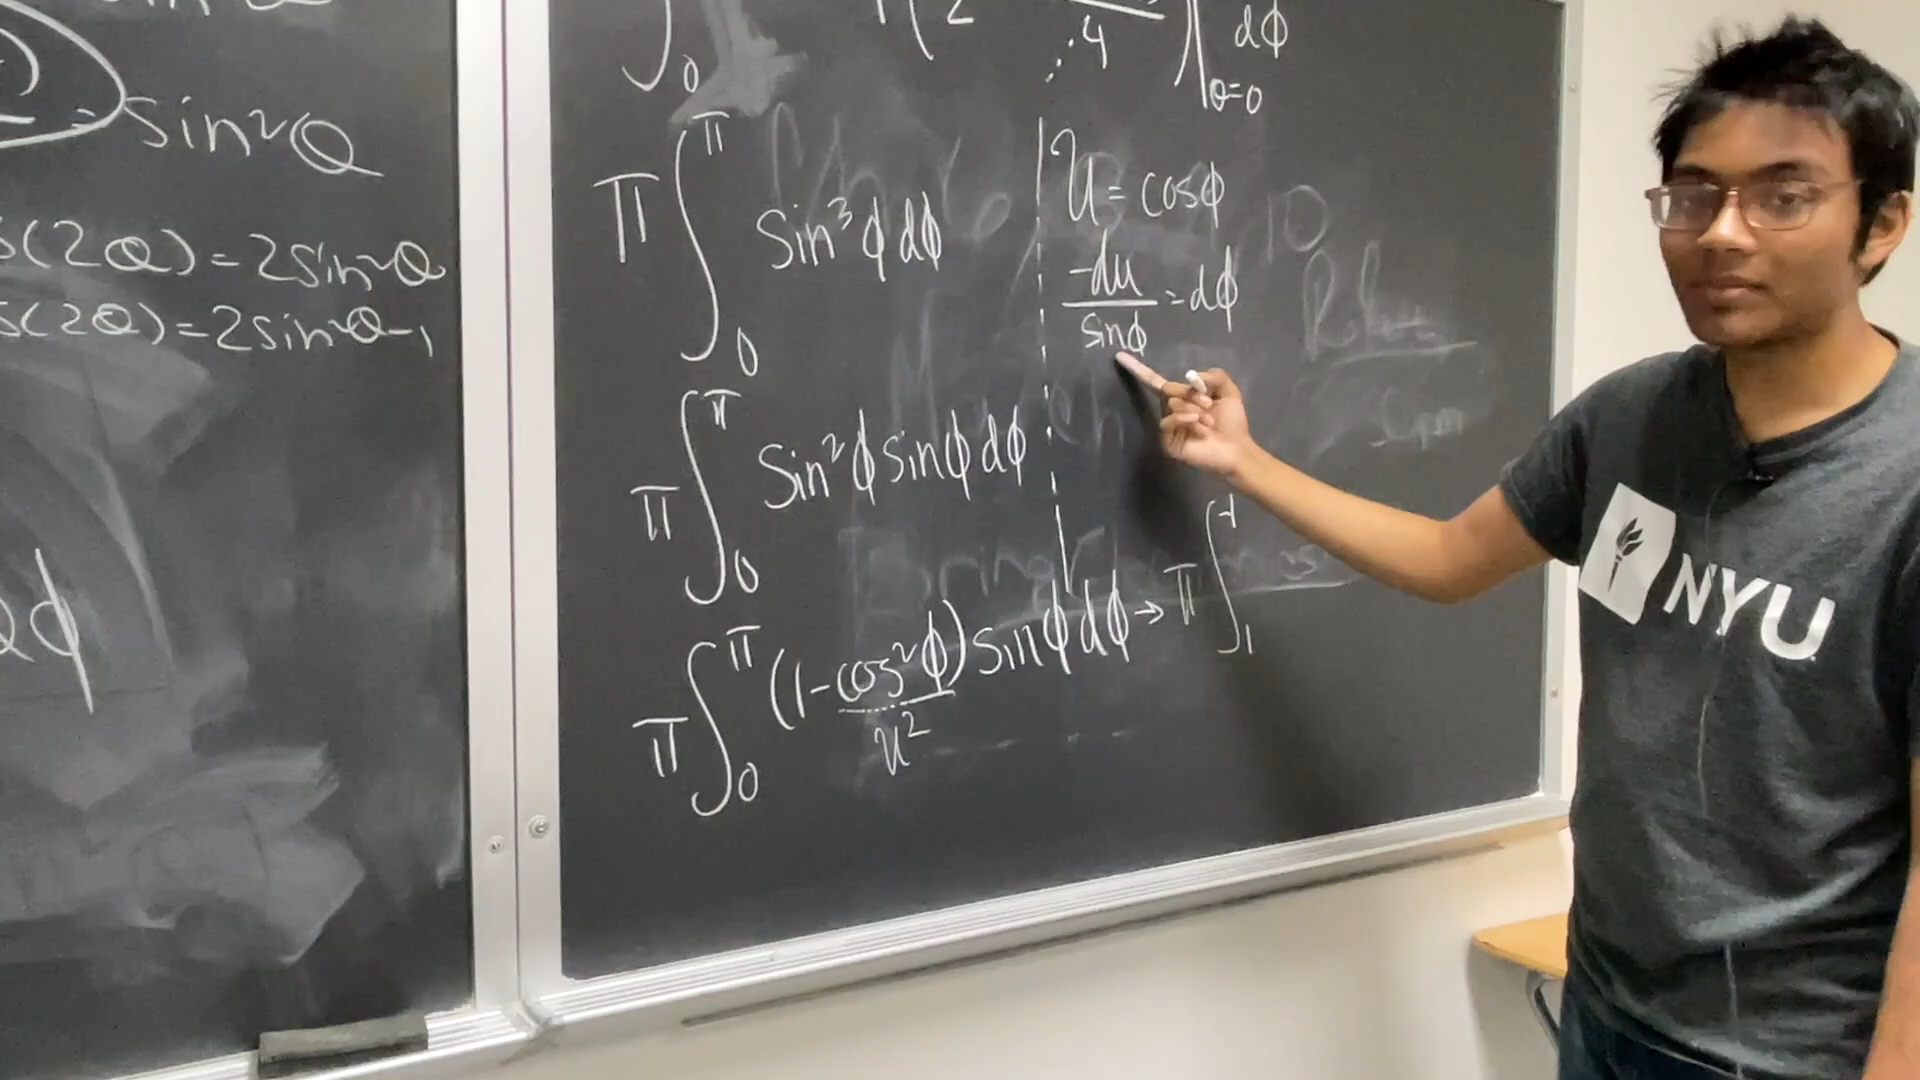 = sin²θ
(2θ) = 2sin²θ
(2θ) = 2sin²θ-1
ϕ
∫₀ 2 4 | θ=0 dϕ
π ∫₀^π sin³ϕ dϕ
π ∫₀^π sin²ϕ sinϕ dϕ
π ∫₀^π (1-cos²ϕ) sinϕ dϕ → π ∫₁^-1
u²
u = cosϕ
-du/sinϕ = dϕ
NYU